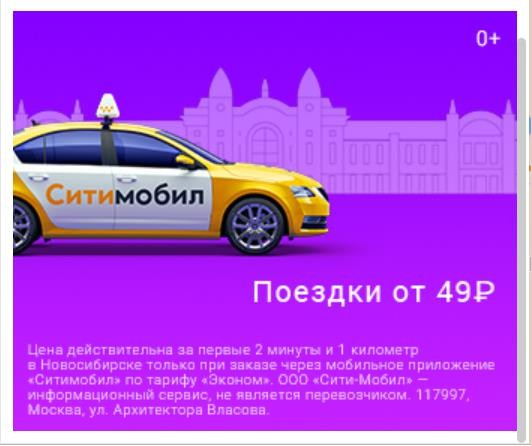 0+
Ситимобил
Поездки от 49₽
Цена действительна за первые 2 минуты и 1 километр
в Новосибирске только при заказе через мобильное приложение
«Ситимобил» по тарифу «Эконом». ООО «Сити-Мобил» —
информационный сервис, не является перевозчиком. 117997,
Москва, ул. Архитектора Власова.